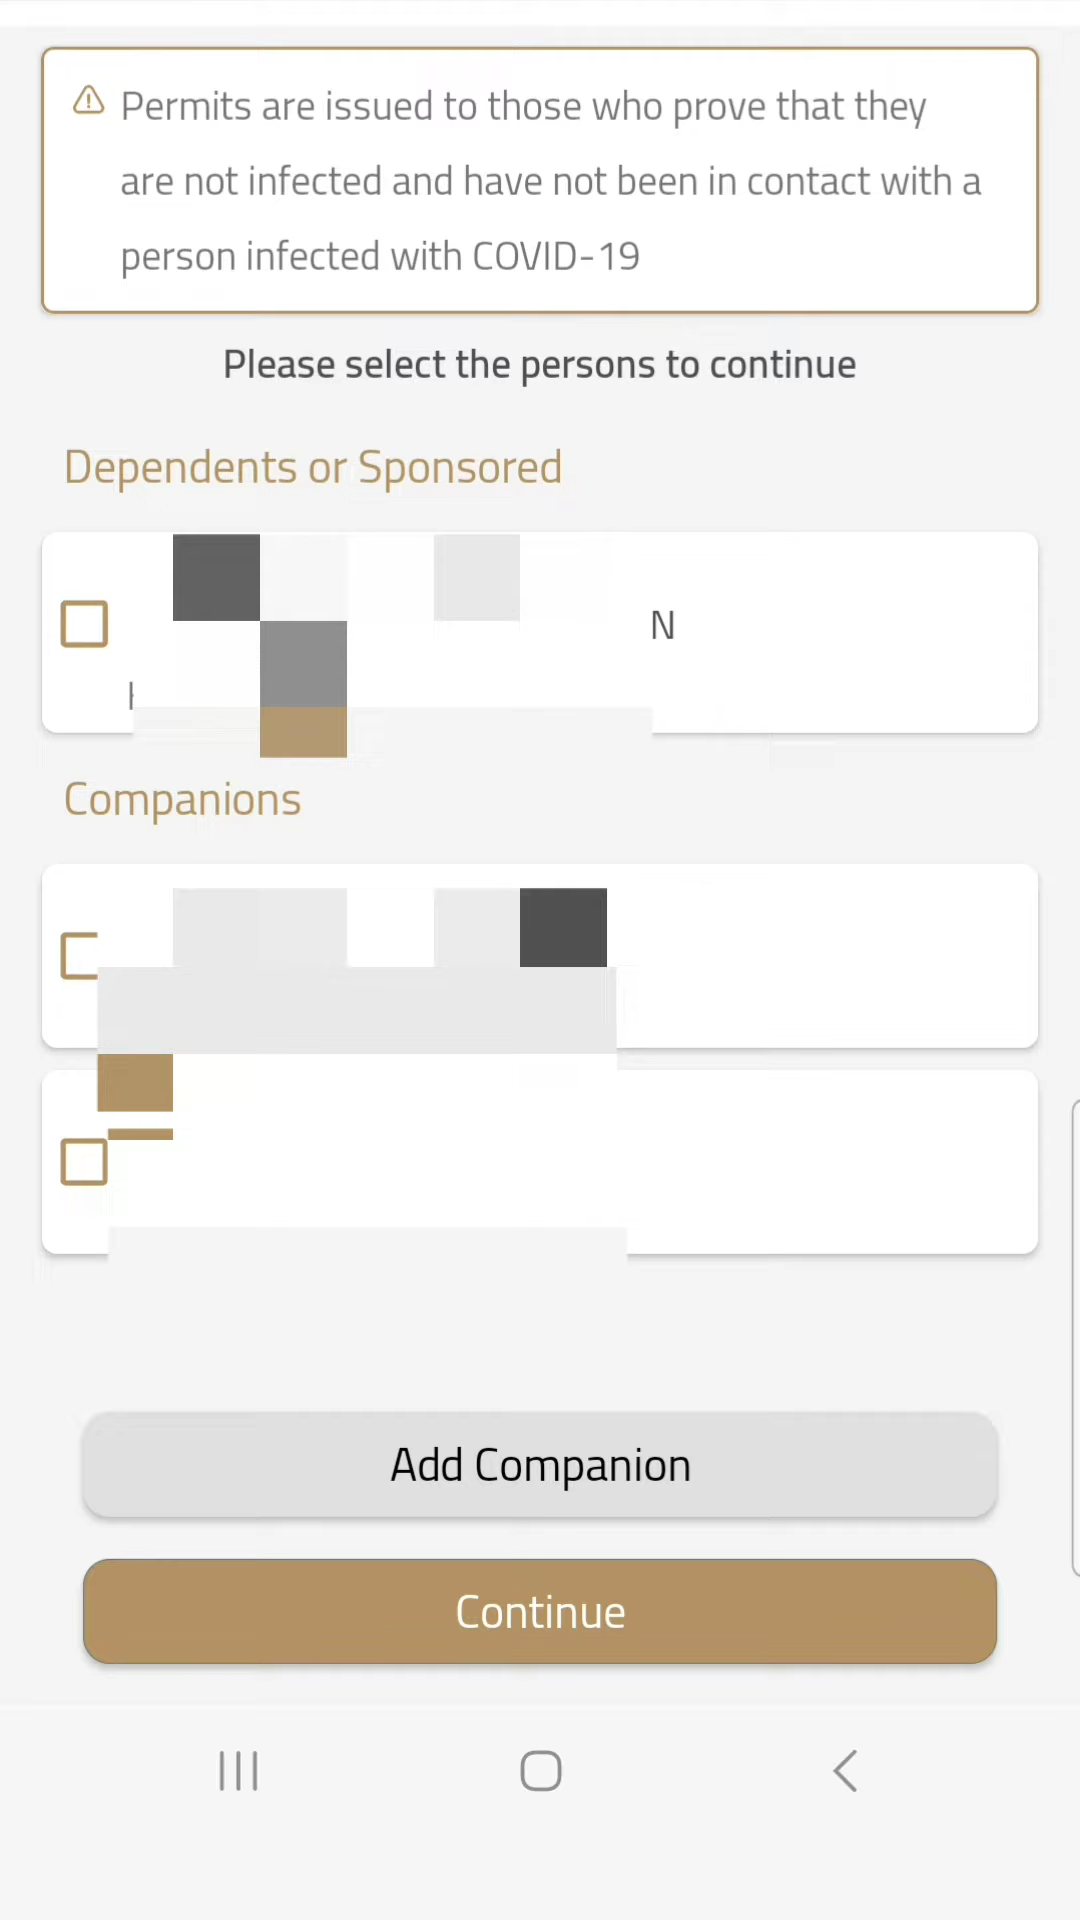 Permits are issued to those who prove that they
are not infected and have not been in contact with a
person infected with COVID-19
Please select the persons to continue
Dependents or Sponsored
N
Companions
Add Companion
Continue